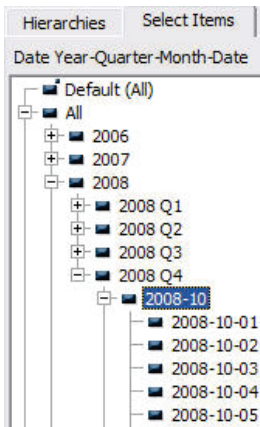 Hierarchies Select Items
Date Year-Quarter-Month-Date
Default (All)
All
2006
2007
2008
2008 Q1
2008 Q2
2008 Q3
2008 Q4
2008-10
2008-10-01
2008-10-02
2008-10-03
2008-10-04
2008-10-05